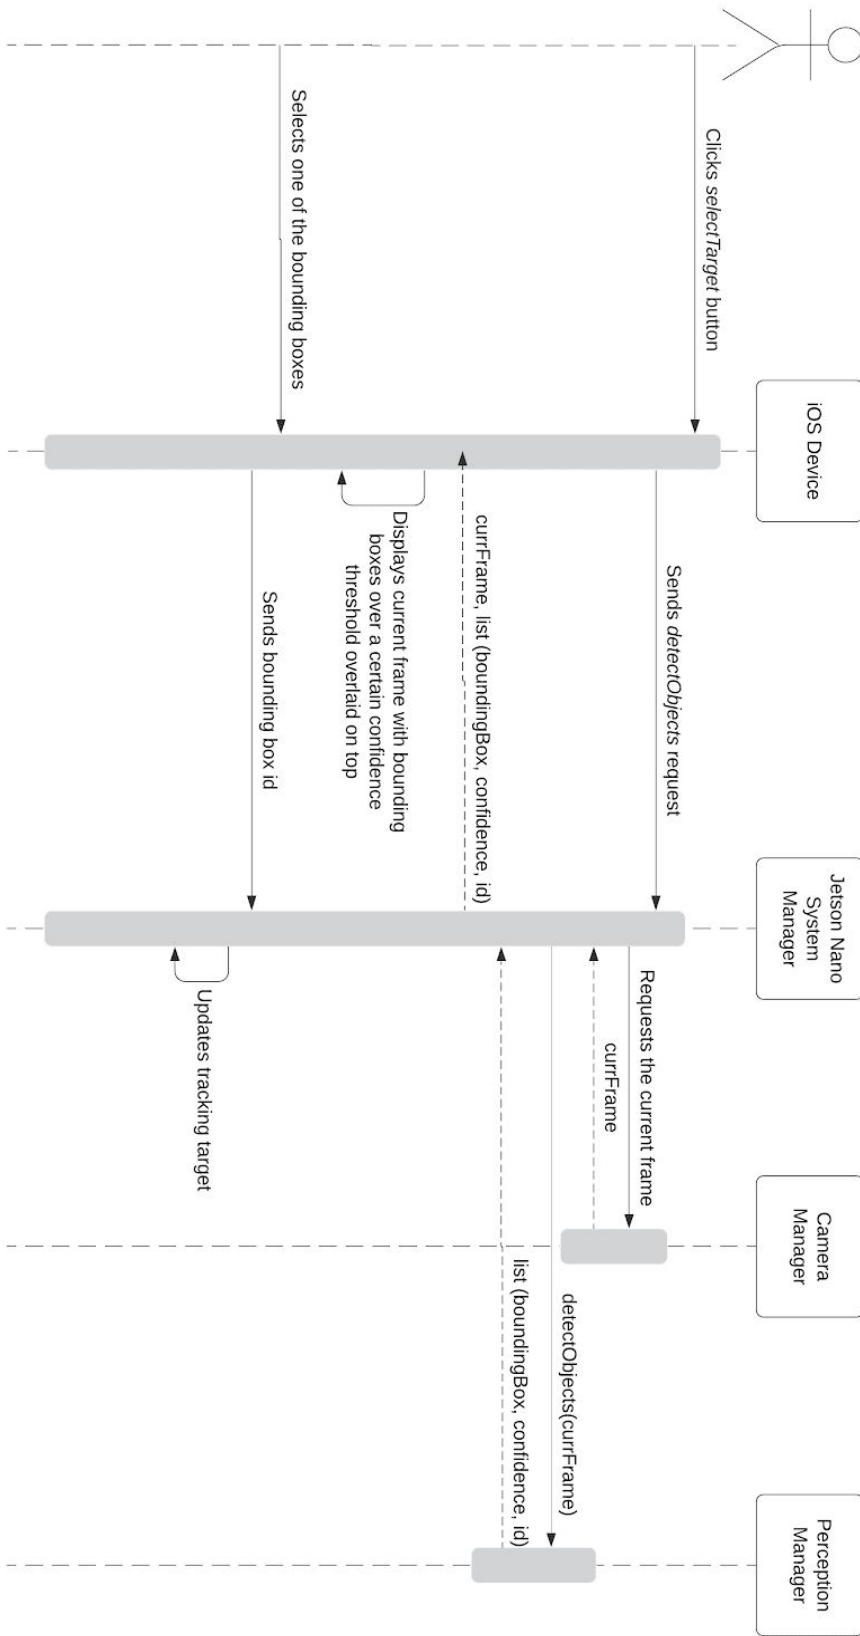 iOS Device
Jetson Nano
System
Manager
Camera
Manager
Perception
Manager
Clicks selectTarget button
Sends detectObjects request
Requests the current frame
currFrame
detectObjects(currFrame)
list (boundingBox, confidence, id)
currFrame, list (boundingBox, confidence, id)
Displays current frame with bounding
boxes over a certain confidence
threshold overlaid on top
Selects one of the bounding boxes
Sends bounding box id
Updates tracking target